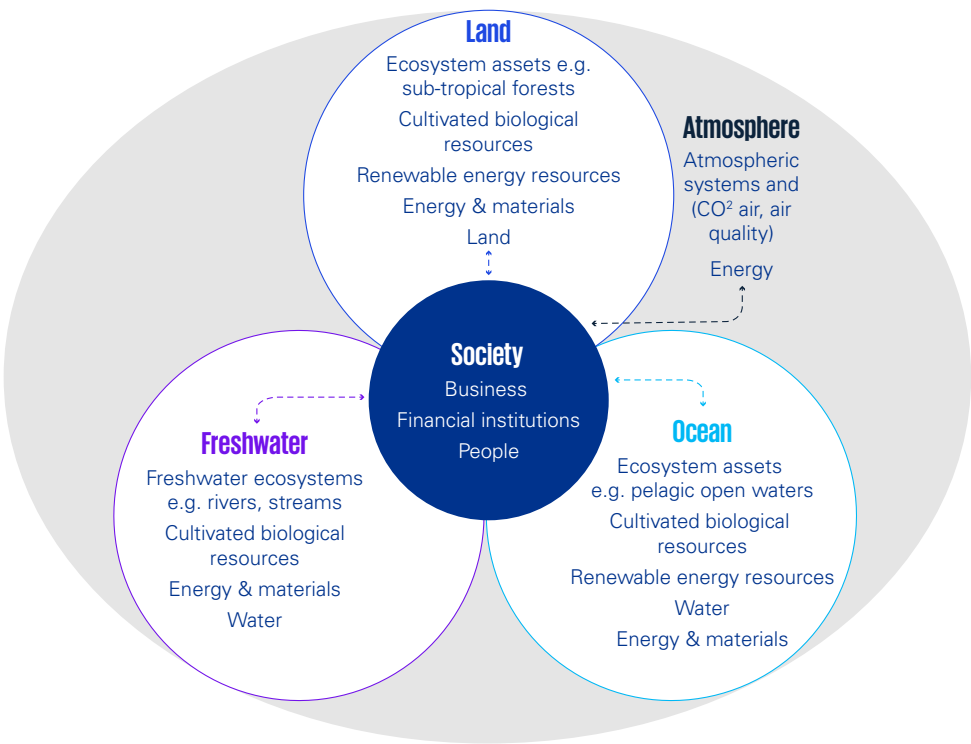 Land
Ecosystem assets e.g.
sub-tropical forests
Cultivated biological
resources
Renewable energy resources
Energy & materials
Land
Atmosphere
Atmospheric
systems and
(CO² air, air
quality)
Energy
Society
Business
Financial institutions
People
Freshwater
Freshwater ecosystems
e.g. rivers, streams
Cultivated biological
resources
Energy & materials
Water
Ocean
Ecosystem assets
e.g. pelagic open waters
Cultivated biological
resources
Renewable energy resources
Water
Energy & materials